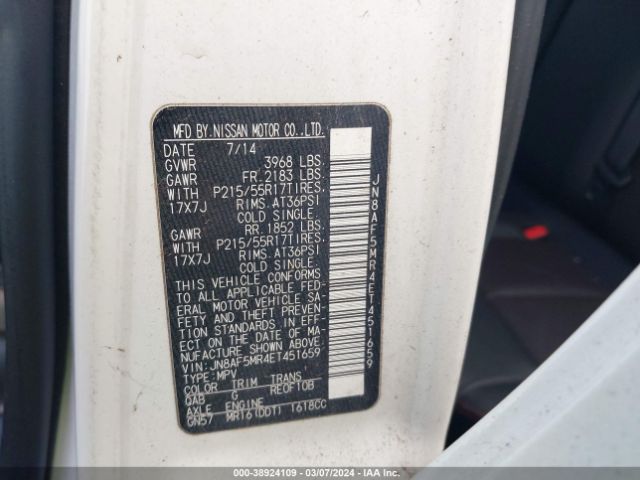 MFD BY.NISSAN MOTOR CO.,LTD.
DATE 7/14
GVWR 3968 LBS.
GAWR FR.2183 LBS.
WITH P215/55R17TIRES.
17X7J RIMS.AT36PSI
COLD SINGLE.
GAWR RR.1852 LBS.
WITH P215/55R17TIRES.
17X7J RIMS.AT36PSI
COLD SINGLE.
THIS VEHICLE CONFORMS
TO ALL APPLICABLE FED-
ERAL MOTOR VEHICLE SA-
FETY AND THEFT PREVENTION
STANDARDS IN EFF-
ECT ON THE DATE OF MA-
NUFACTURE SHOWN ABOVE.
VIN:JN8AF5MR4ET451659
TYPE:MPV
COLOR TRIM TRANS
QAB G RE0F10B
AXLE ENGINE
GN57 MR16(DDT) 1618CC
JN8AF5MR4ET451659
000-38924109 - 03/07/2024 - IAA Inc.